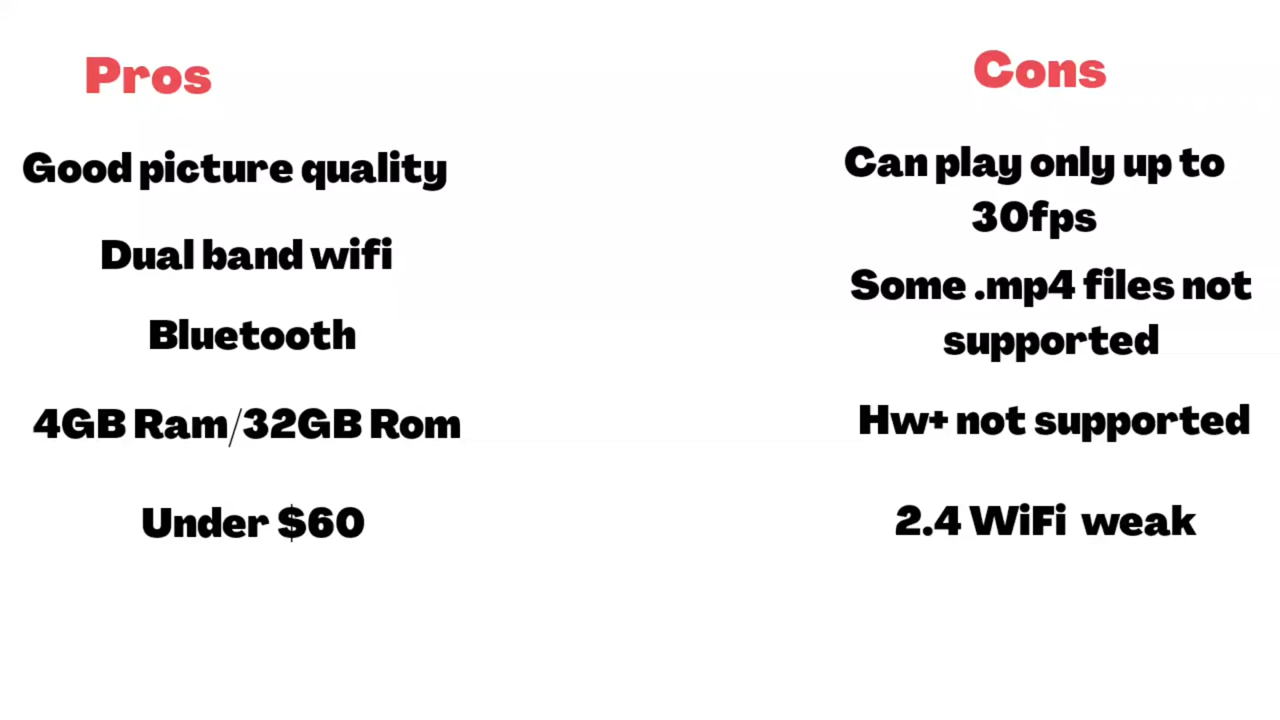 Pros
Good picture quality
Dual band wifi
Bluetooth
4GB Ram/32GB Rom
Under $60
Cons
Can play only up to
30fps
Some .mp4 files not
supported
Hw+ not supported
2.4 WiFi weak